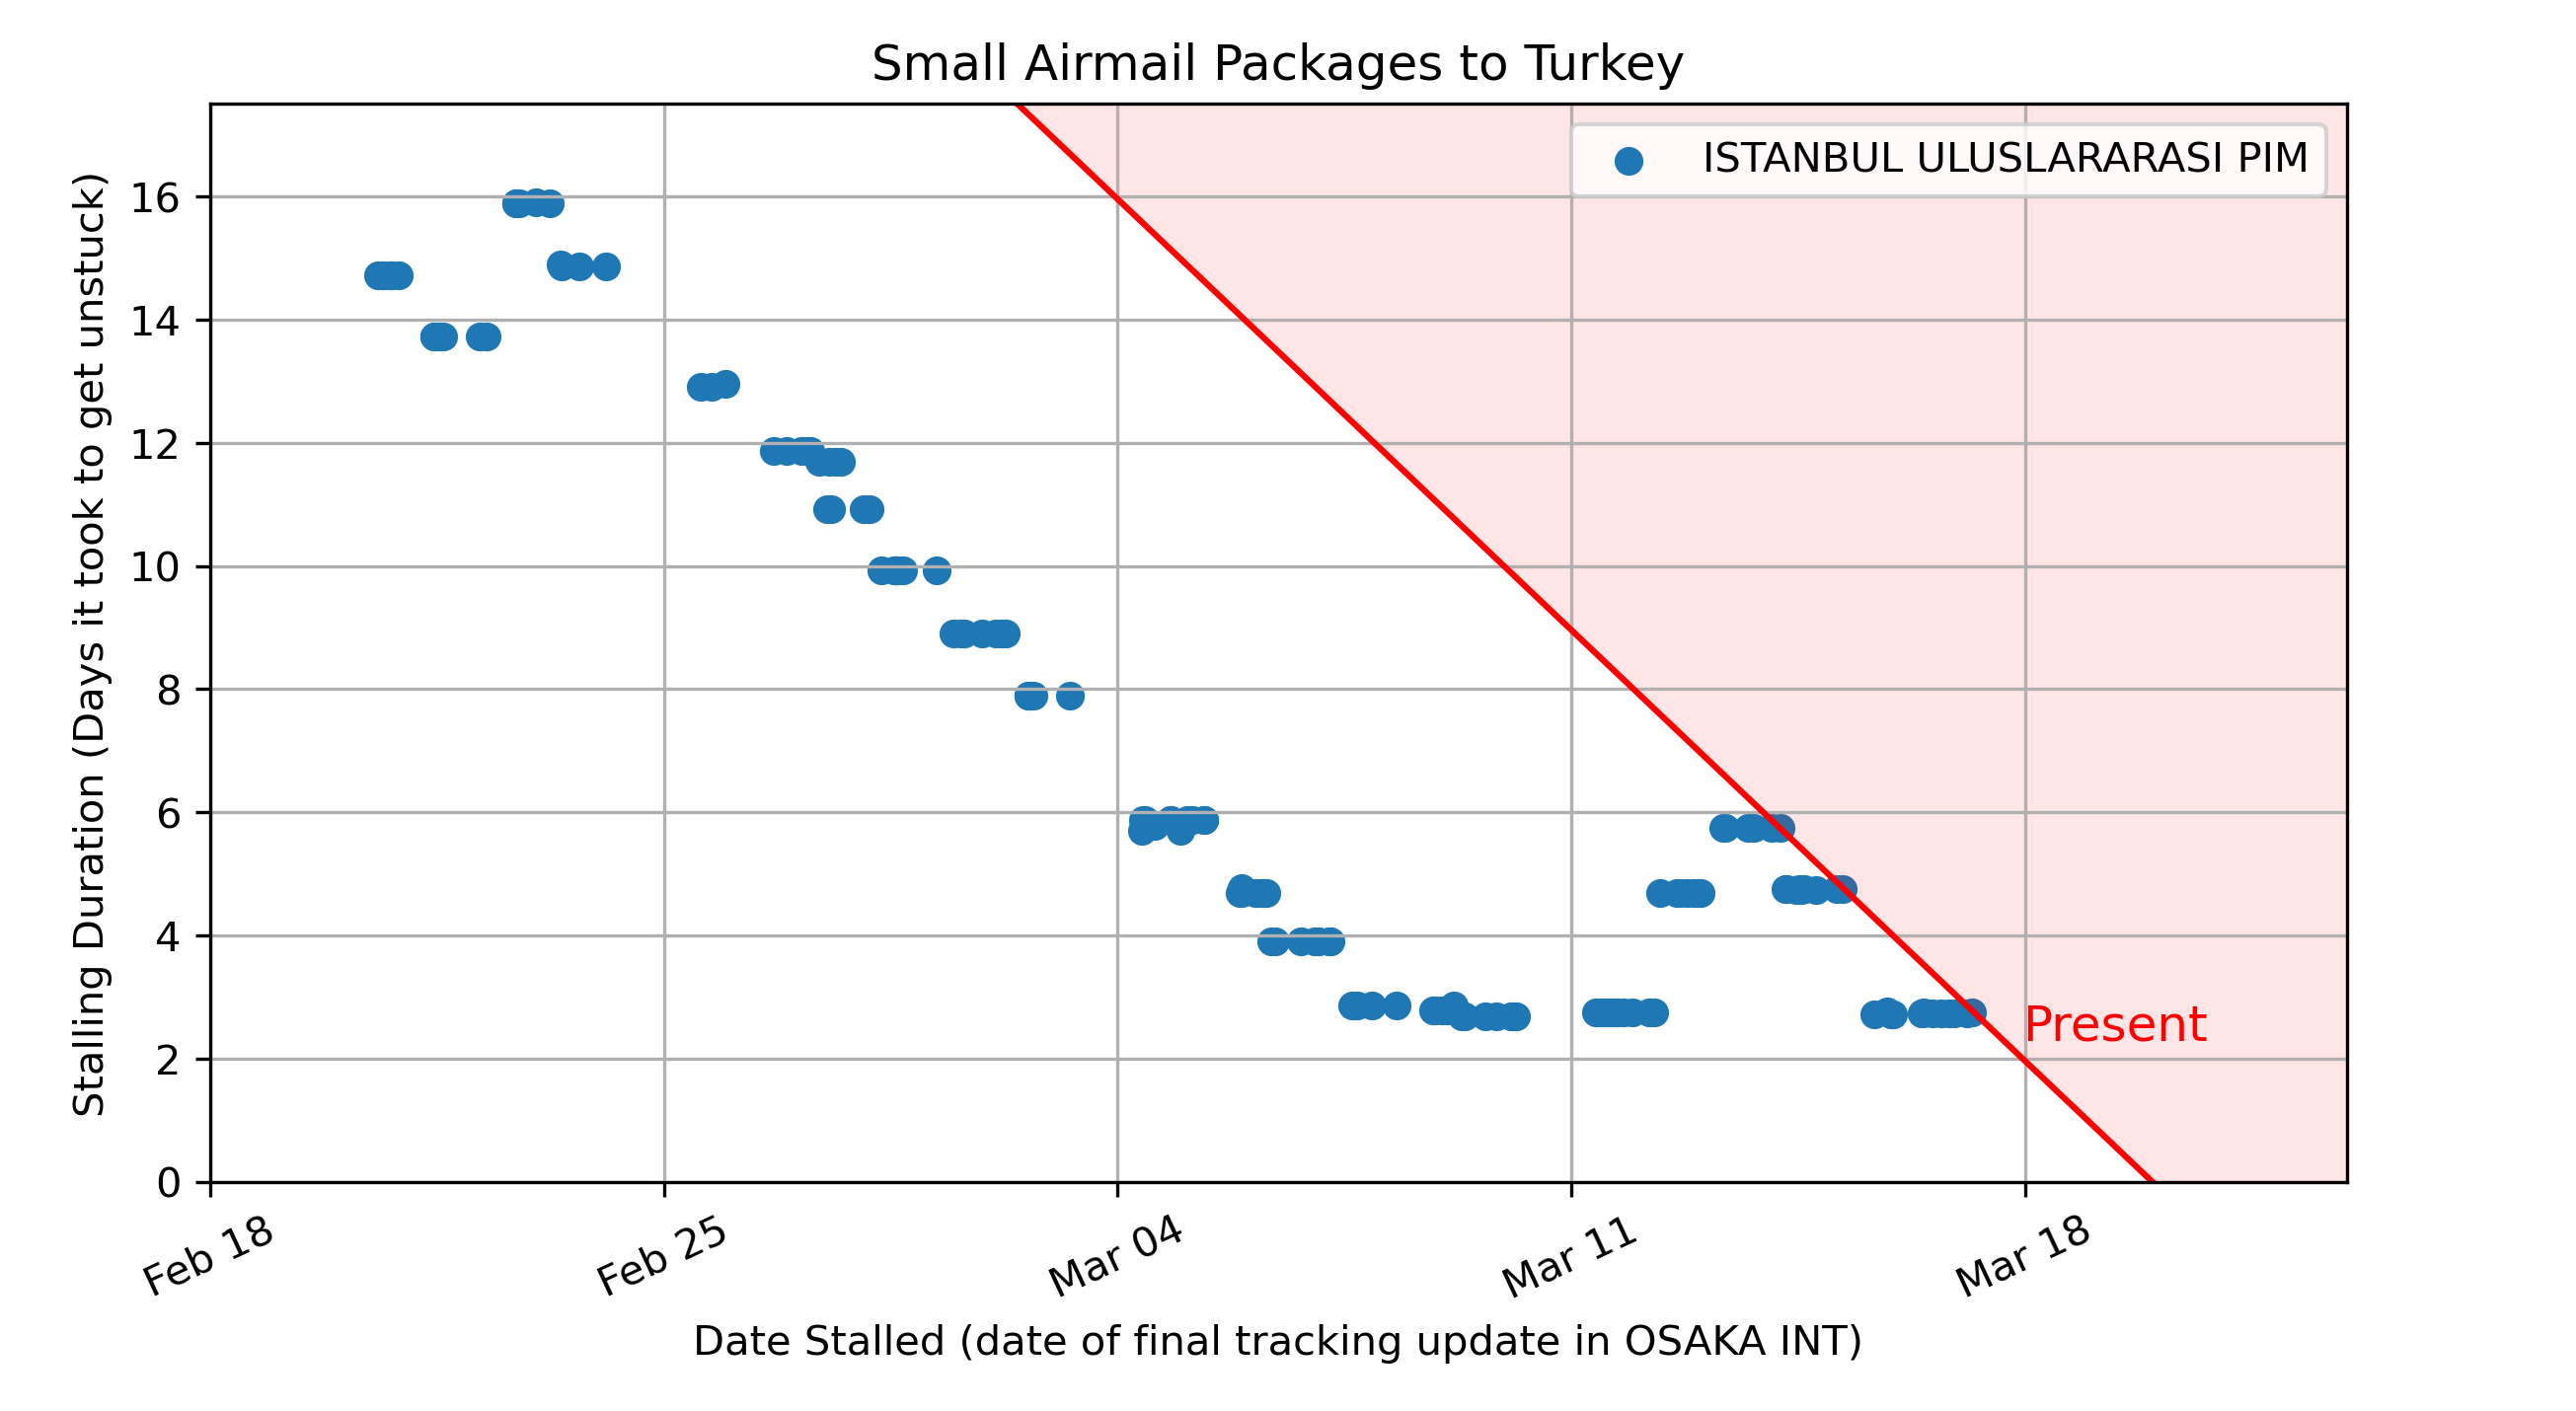 Small Airmail Packages to Turkey
ISTANBUL ULUSLARARASI PIM
Stalling Duration (Days it took to get unstuck)
16
14
12
10
8
6
4
2
0
Present
Feb 18
Feb 25
Mar 04
Mar 11
Mar 18
Date Stalled (date of final tracking update in OSAKA INT)